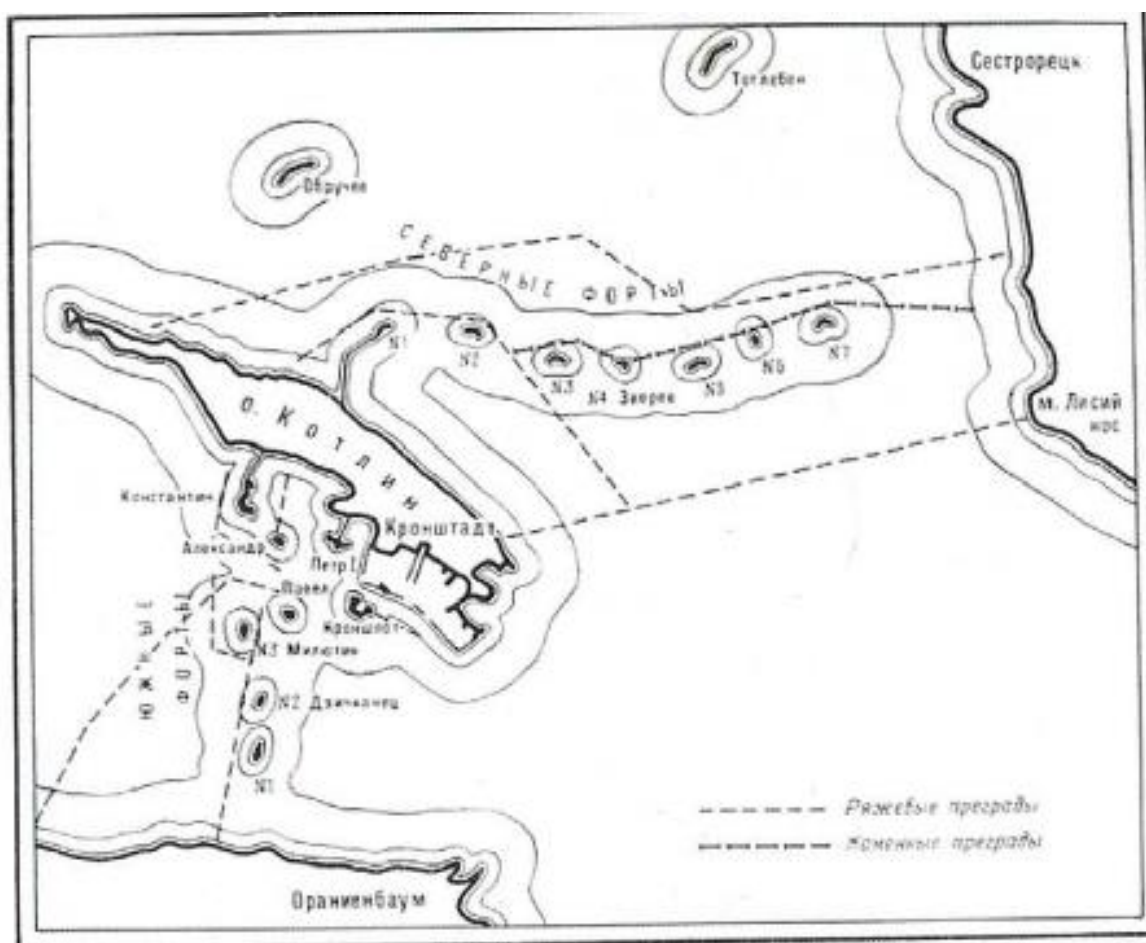 Сестрорецк
Тотлебен
Обручев
СЕВЕРНЫЕ ФОРТЫ
N1
N2
N3
N4 Зверев
N5
N6
N7
м. Лисий
нос
о. Котлин
Константин
Кронштадт
Александр
Петр I
Павел
Кроншлот
ЮЖНЫЕ
ФОРТЫ
N3 Милютин
N2 Дзичканец
N1
Ряжевые преграды
Каменные преграды
Ораниенбаум